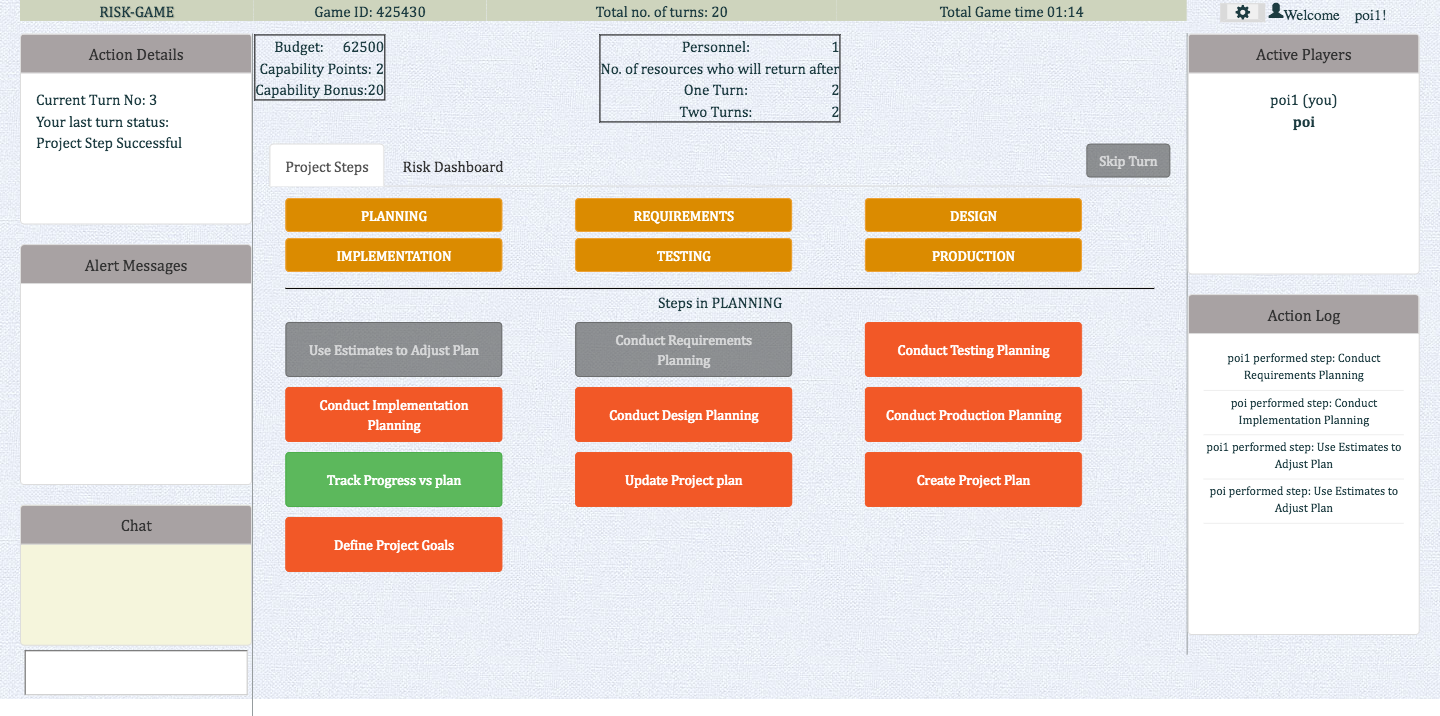 RISK-GAME
Game ID: 425430
Total no. of turns: 20
Total Game time 01:14
Welcome poi1!
Action Details
Current Turn No: 3
Your last turn status:
Project Step Successful
Alert Messages
Chat
Budget: 62500
Capability Points: 2
Capability Bonus:20
Personnel: 1
No. of resources who will return after
One Turn: 2
Two Turns: 2
Project Steps
Risk Dashboard
Skip Turn
PLANNING
REQUIREMENTS
DESIGN
IMPLEMENTATION
TESTING
PRODUCTION
Steps in PLANNING
Use Estimates to Adjust Plan
Conduct Requirements
Planning
Conduct Testing Planning
Conduct Implementation
Planning
Conduct Design Planning
Conduct Production Planning
Track Progress vs plan
Update Project plan
Create Project Plan
Define Project Goals
Active Players
poi1 (you)
poi
Action Log
poi1 performed step: Conduct
Requirements Planning
poi performed step: Conduct
Implementation Planning
poi1 performed step: Use Estimates to
Adjust Plan
poi performed step: Use Estimates to
Adjust Plan